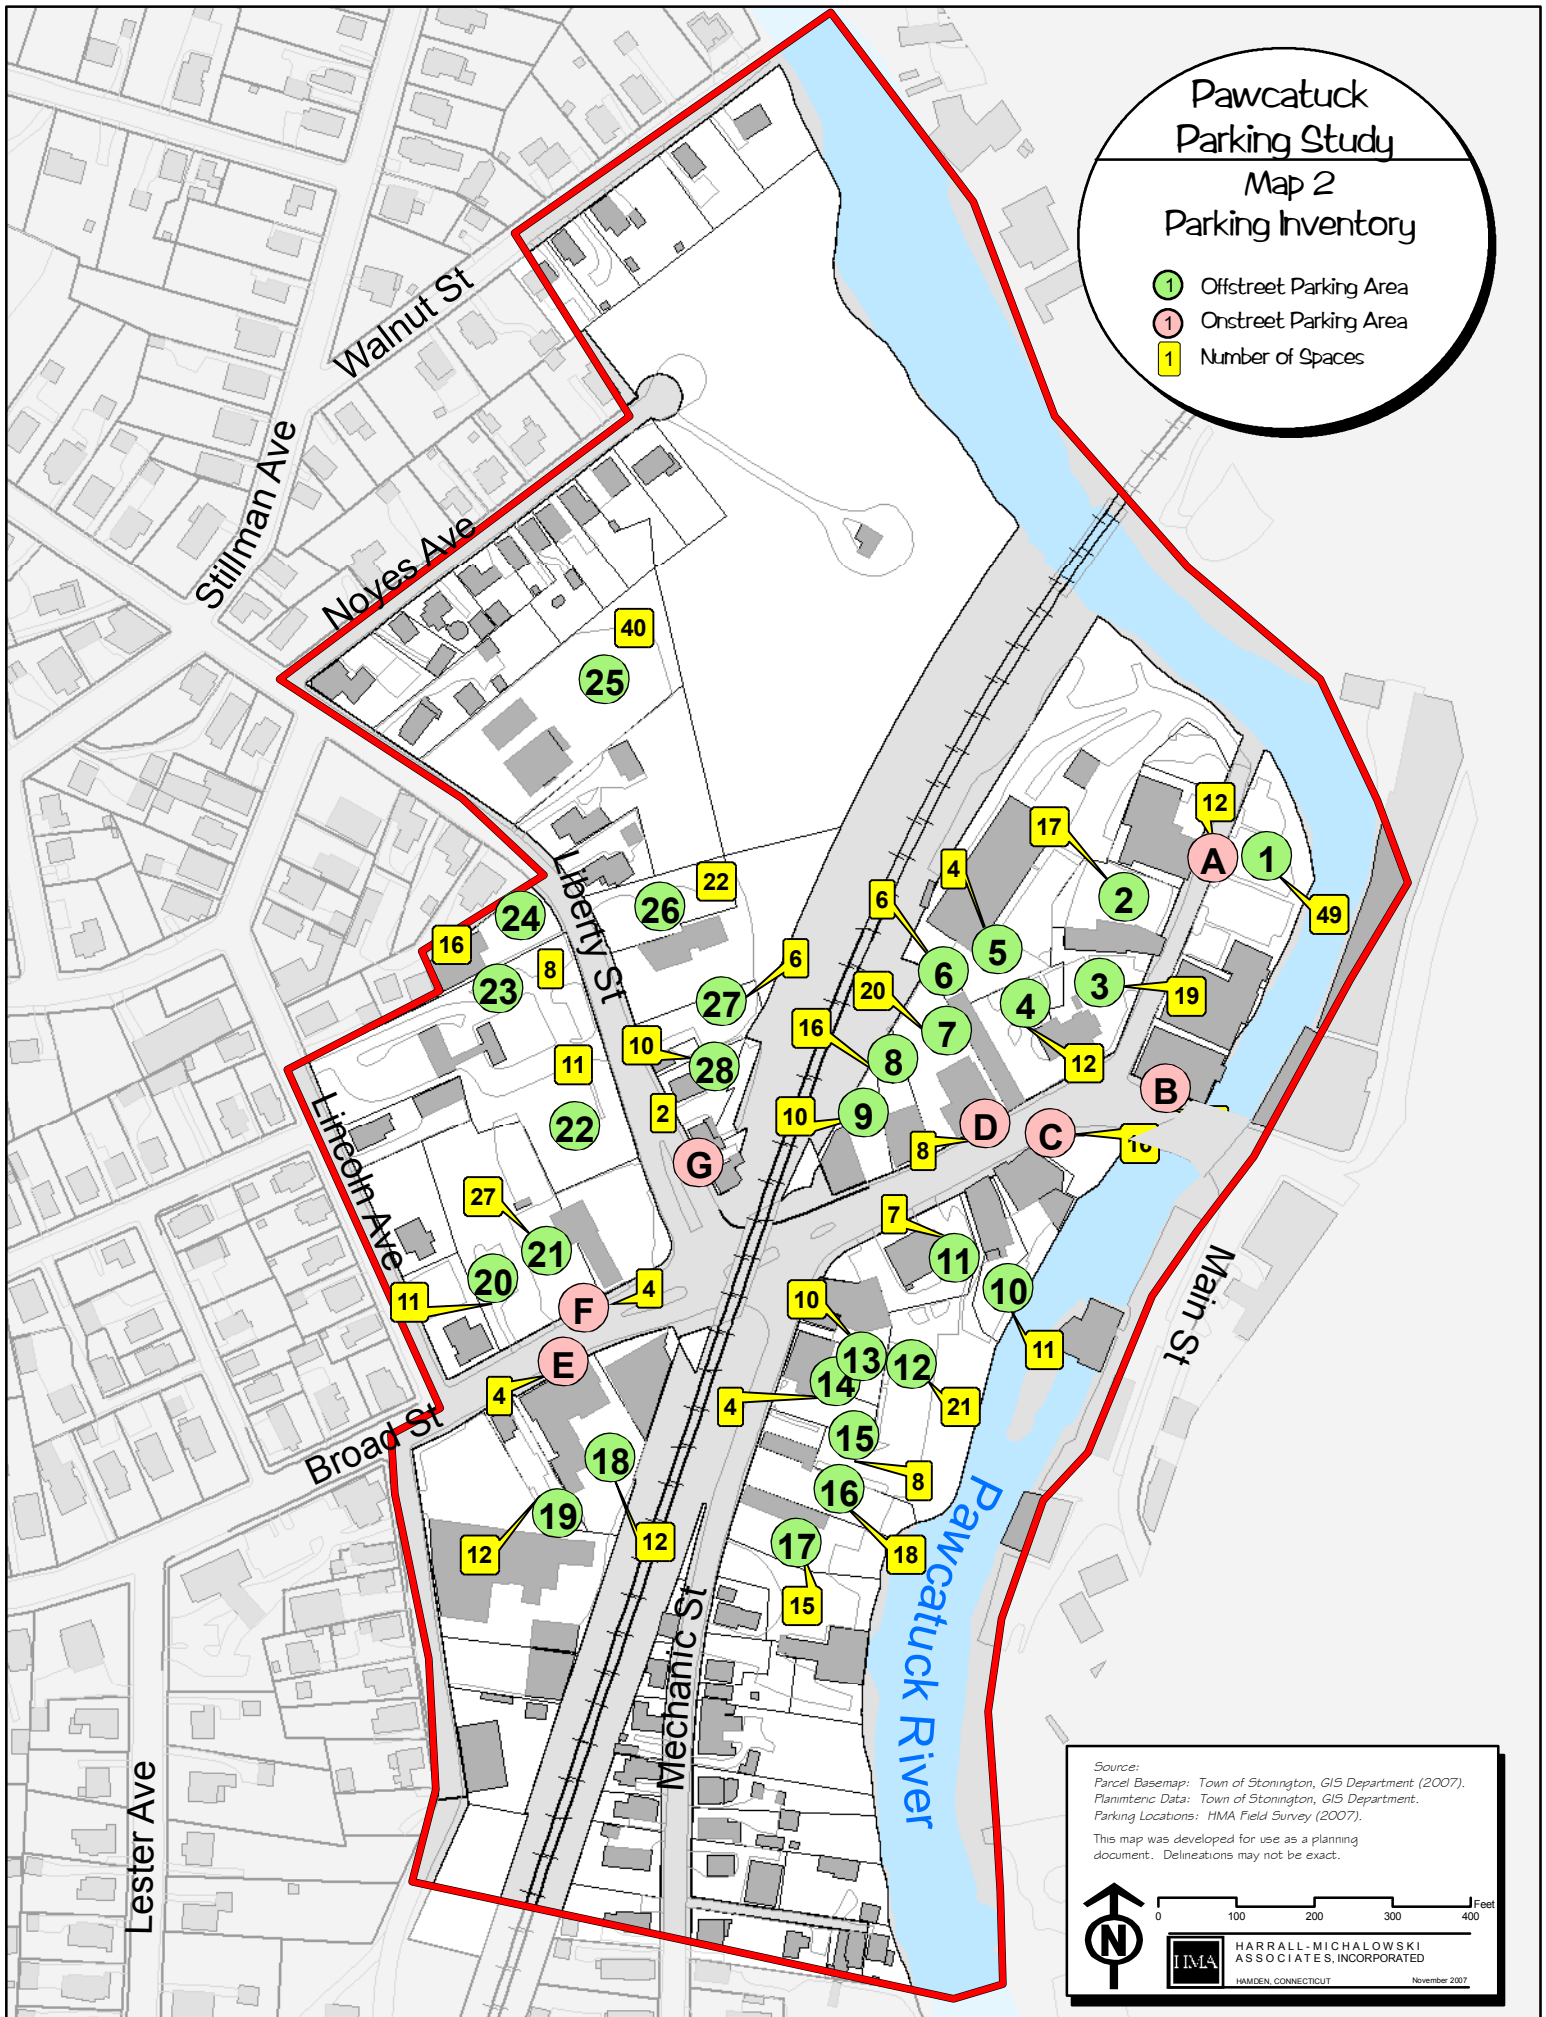 Pawcatuck
Parking Study
Map 2
Parking Inventory
1 Offstreet Parking Area
1 Onstreet Parking Area
1 Number of Spaces
Walnut St
Stillman Ave
Noyes Ave
40
25
12
17
A
1
4
2
22
6
26
49
24
Liberty St
16
5
8
6
6
3
23
20
27
4
19
16
7
10
8
12
11
28
B
2
10
9
Lincoln Ave
22
D
C
8
G
27
7
21
11
20
10
4
Main St
11
F
10
13
11
E
12
14
4
4
21
Broad St
15
18
8
16
19
Pawcatuck River
12
12
17
18
15
Mechanic St
Lester Ave
Source:
Parcel Basemap: Town of Stonington, GIS Department (2007).
Planimteric Data: Town of Stonington, GIS Department.
Parking Locations: HMA Field Survey (2007).
This map was developed for use as a planning
document. Delineations may not be exact.
N
0 100 200 300 400 Feet
HMA
HARRALL-MICHALOWSKI
ASSOCIATES, INCORPORATED
HAMDEN, CONNECTICUT November 2007